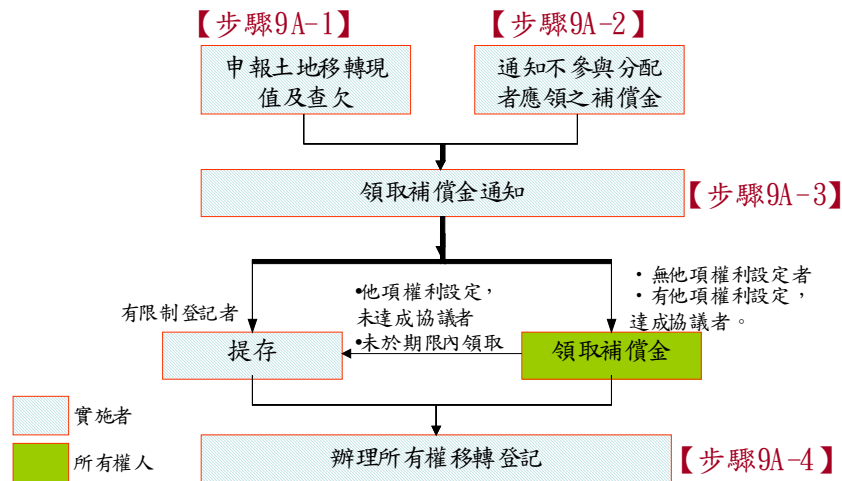 【步驟9A-1】
【步驟9A-2】
申報土地移轉現
值及查欠
通知不參與分配
者應領之補償金
領取補償金通知
【步驟9A-3】
有限制登記者
•他項權利設定，
未達成協議者
•未於期限內領取
•無他項權利設定者
•有他項權利設定，
達成協議者。
提存
領取補償金
實施者
所有權人
辦理所有權移轉登記
【步驟9A-4】